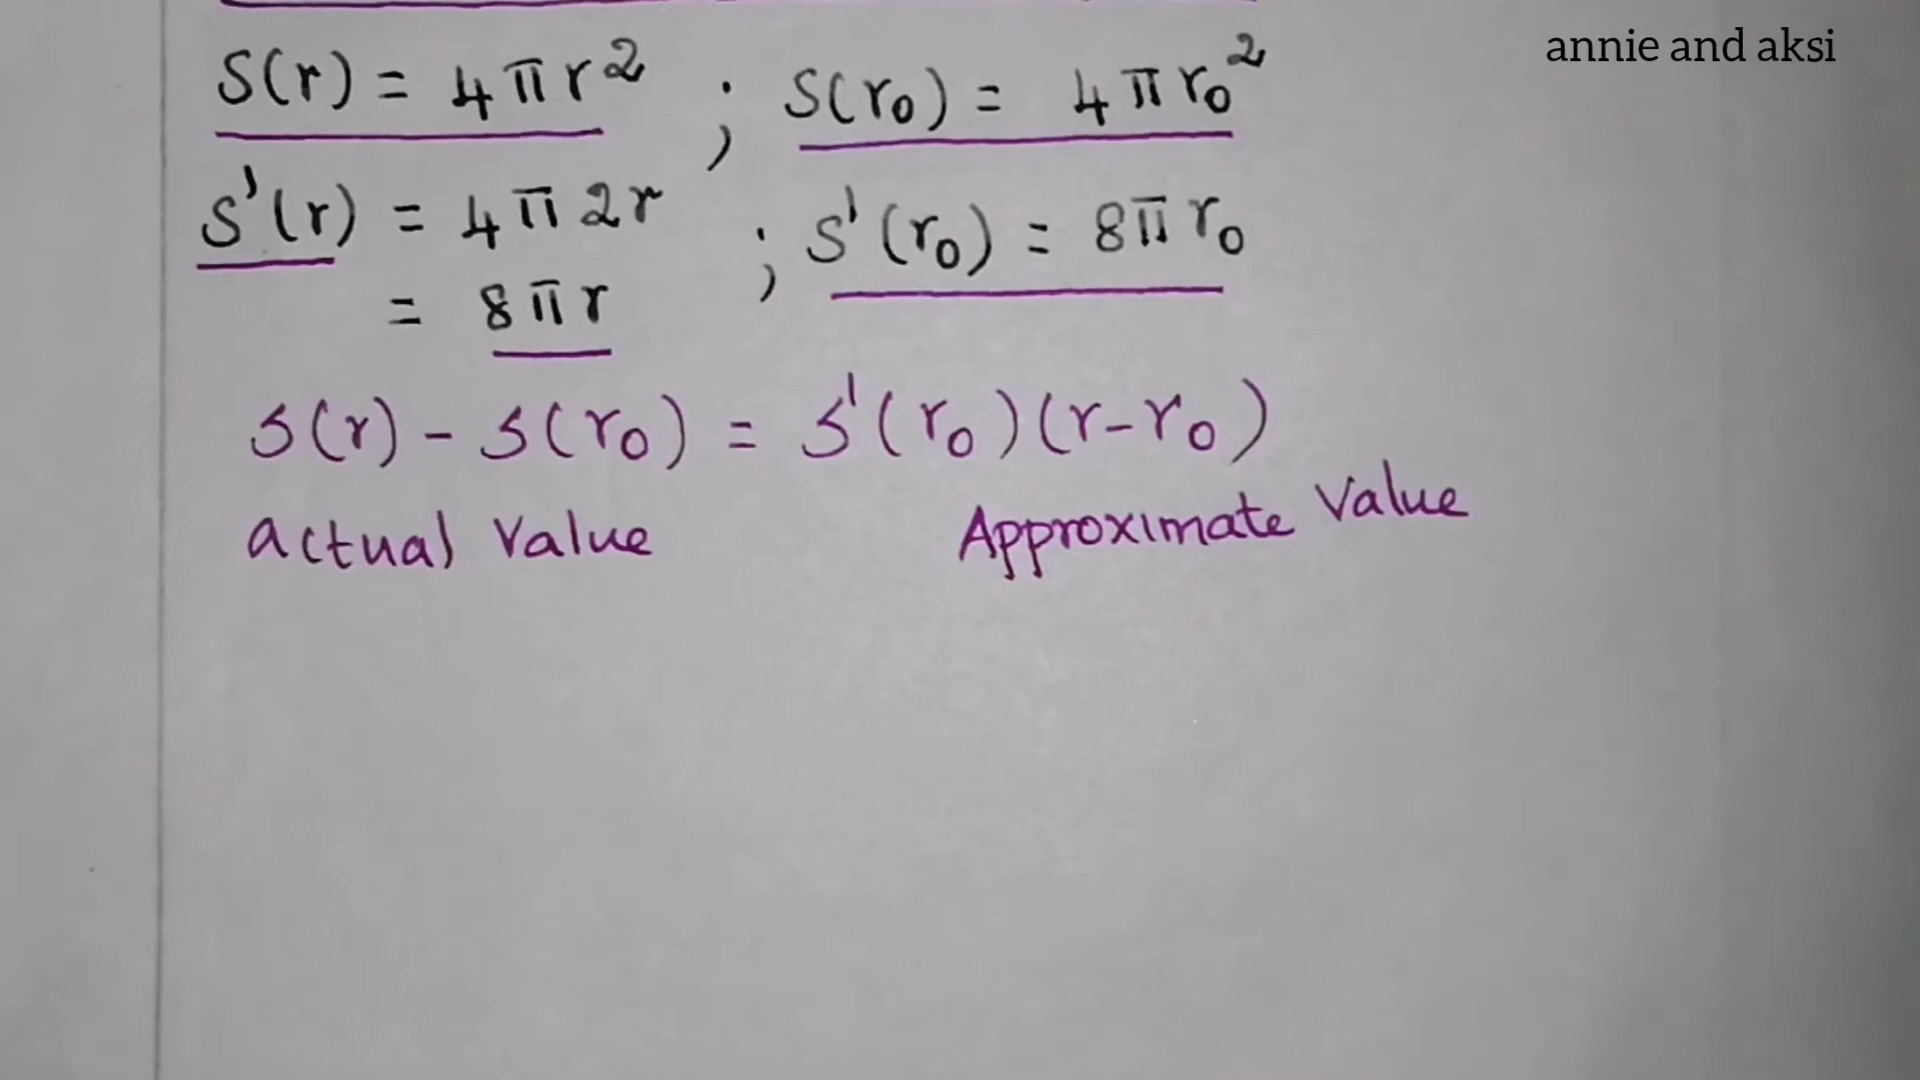 annie and aksi
S(r) = 4πr² ; S(r₀) = 4πr₀²
S'(r) = 4π2r ; S'(r₀) = 8πr₀
= 8πr
S(r) - S(r₀) = S'(r₀)(r-r₀)
Actual Value Approximate Value